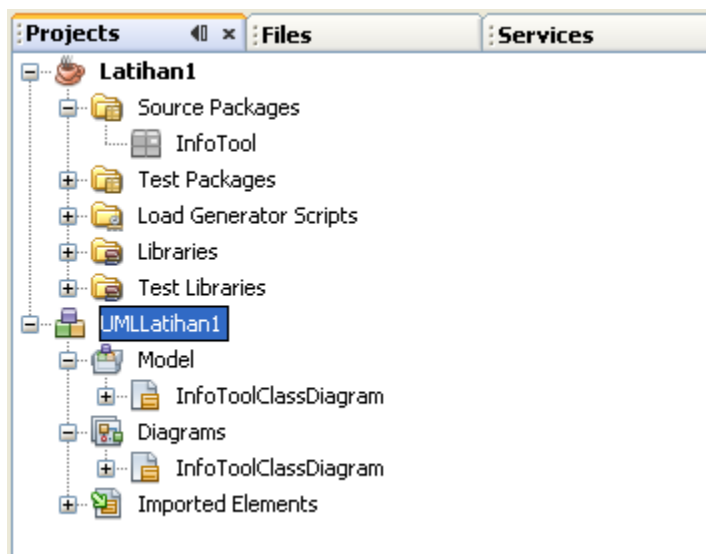 Projects Files Services
Latihan1
Source Packages
InfoTool
Test Packages
Load Generator Scripts
Libraries
Test Libraries
UMLLatihan1
Model
InfoToolClassDiagram
Diagrams
InfoToolClassDiagram
Imported Elements